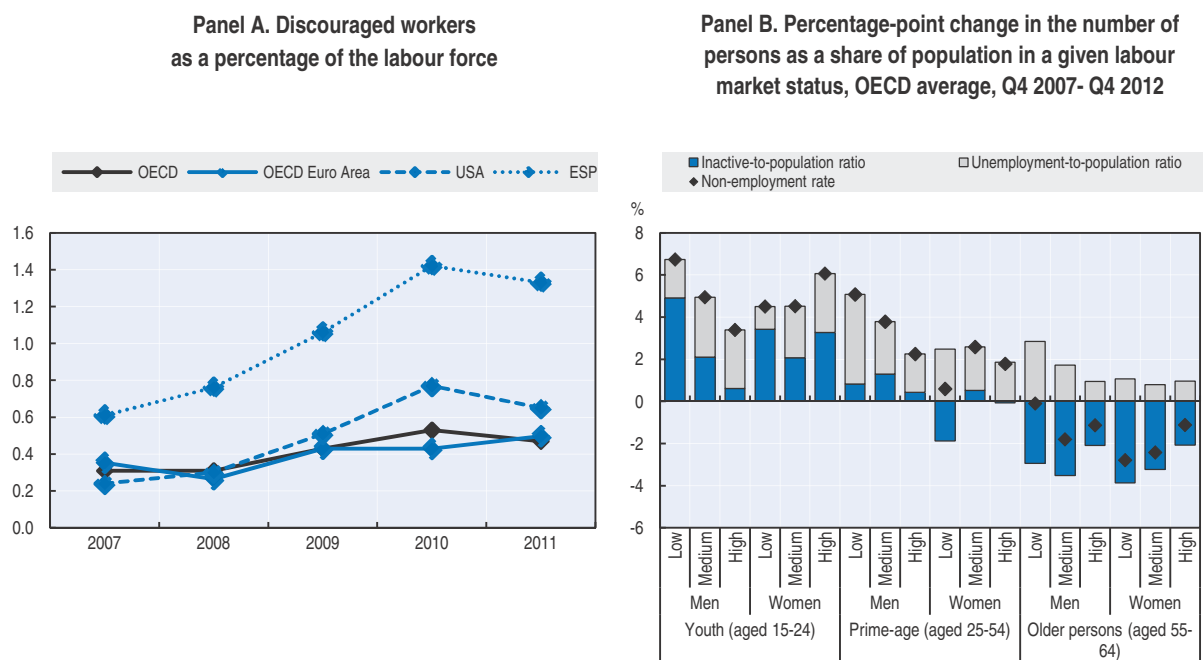 Panel A. Discouraged workers
as a percentage of the labour force
OECD
OECD Euro Area
USA
ESP
1.6
1.4
1.2
1.0
0.8
0.6
0.4
0.2
0.0
2007
2008
2009
2010
2011
Panel B. Percentage-point change in the number of
persons as a share of population in a given labour
market status, OECD average, Q4 2007- Q4 2012
Inactive-to-population ratio
Unemployment-to-population ratio
Non-employment rate
%
8
6
4
2
0
-2
-4
-6
Low
Medium
High
Low
Medium
High
Low
Medium
High
Low
Medium
High
Low
Medium
High
Low
Medium
High
Men
Women
Men
Women
Men
Women
Youth (aged 15-24)
Prime-age (aged 25-54)
Older persons (aged 55-
64)